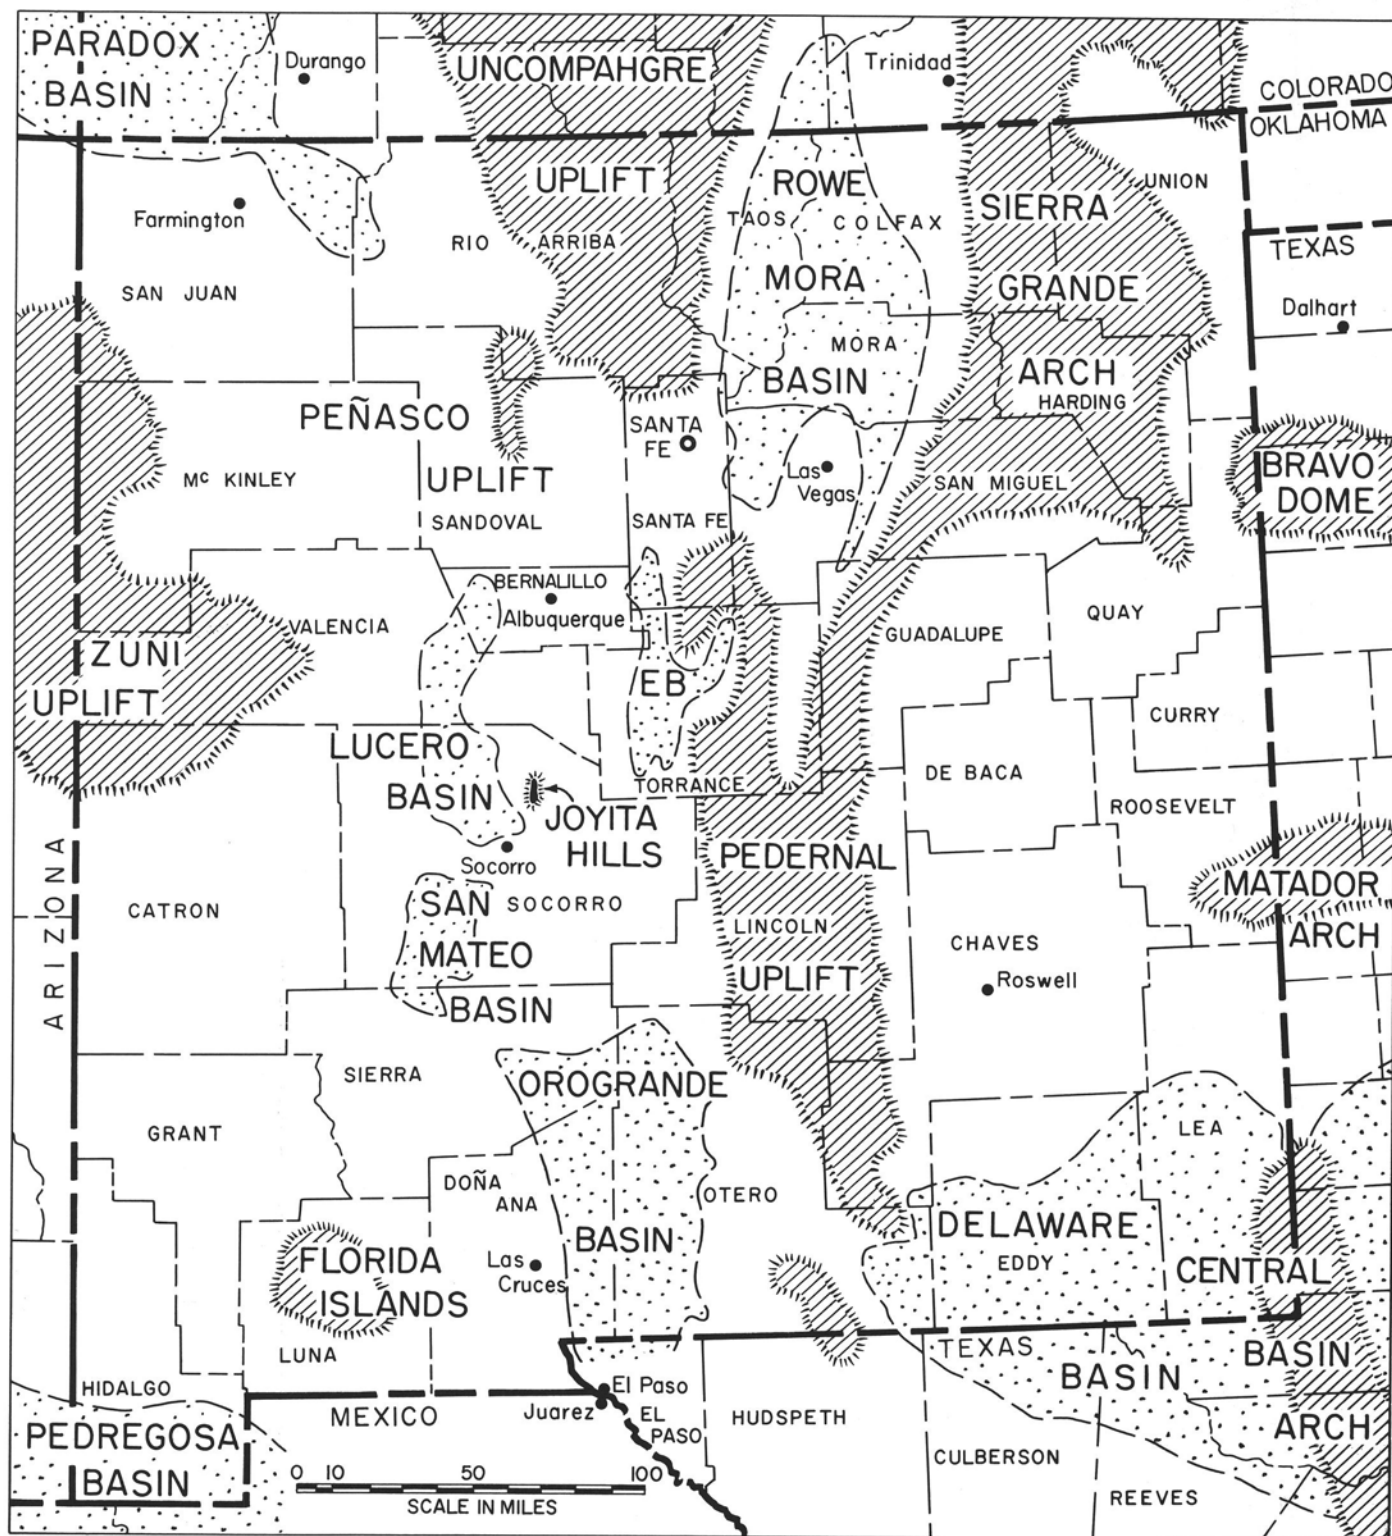 PARADOX
BASIN
Durango
UNCOMPAHGRE
Trinidad
COLORADO
OKLAHOMA
UPLIFT
ROWE
UNION
Farmington
TAOS
COLFAX
SIERRA
RIO
ARRIBA
TEXAS
SAN JUAN
MORA
GRANDE
Dalhart
MORA
BASIN
ARCH
HARDING
PEÑASCO
SANTA
FE
Mc KINLEY
UPLIFT
Las
Vegas
SAN MIGUEL
BRAVO
DOME
SANDOVAL
SANTA FE
BERNALILLO
Albuquerque
VALENCIA
QUAY
GUADALUPE
ZUNI
UPLIFT
EB
CURRY
LUCERO
BASIN
TORRANCE
DE BACA
ROOSEVELT
JOYITA
HILLS
ARIZONA
Socorro
PEDERNAL
MATADOR
ARCH
CATRON
SAN
SOCORRO
LINCOLN
CHAVES
MATEO
UPLIFT
Roswell
BASIN
SIERRA
OROGRANDE
GRANT
LEA
DOÑA
ANA
OTERO
DELAWARE
BASIN
EDDY
FLORIDA
ISLANDS
Las
Cruces
CENTRAL
LUNA
TEXAS
BASIN
BASIN
HIDALGO
El Paso
Juarez
MEXICO
EL
PASO
HUDSPETH
ARCH
PEDREGOSA
BASIN
CULBERSON
0 10 50 100
SCALE IN MILES
REEVES